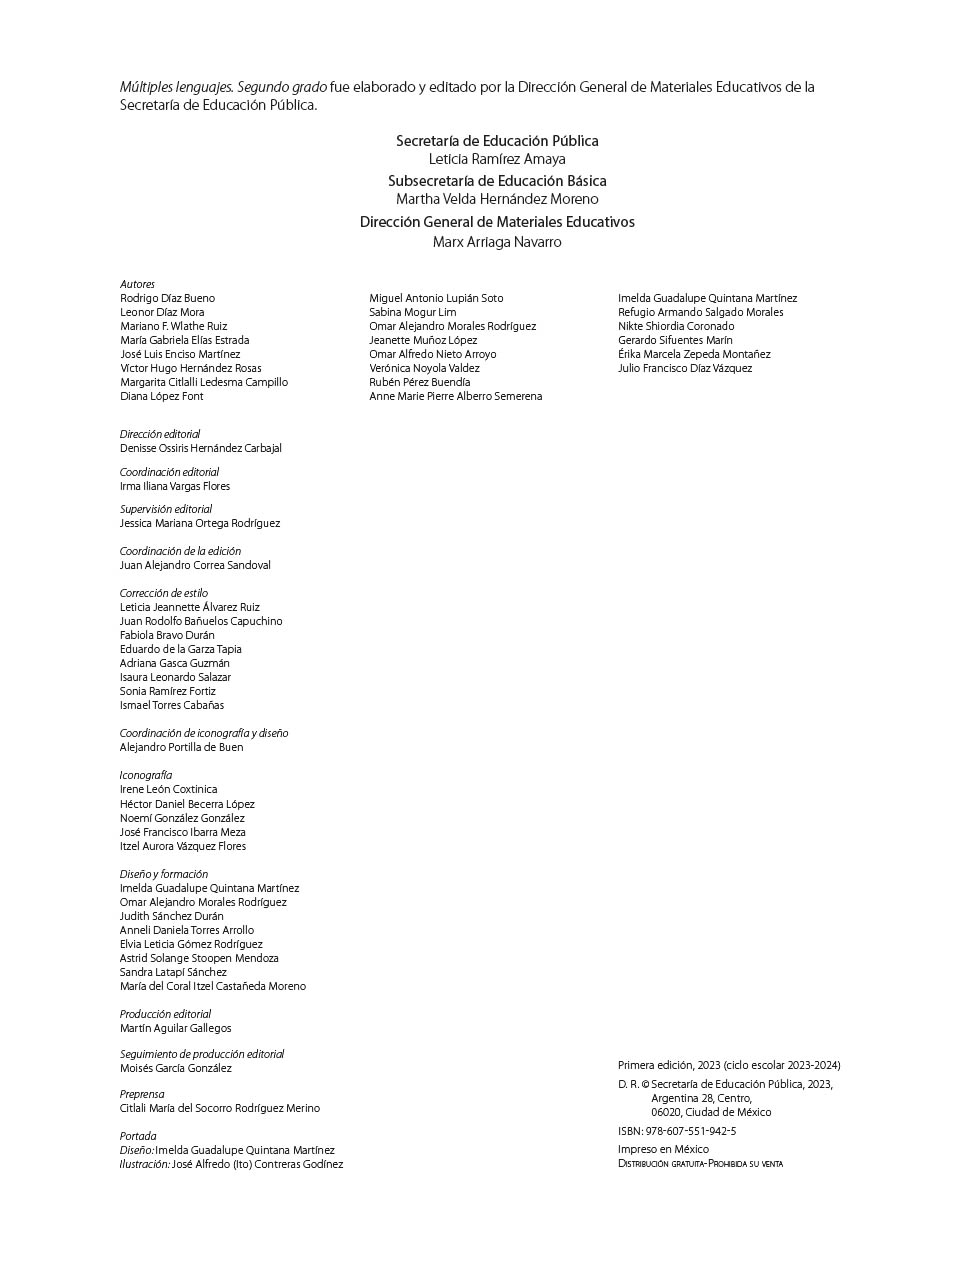 Múltiples lenguajes. Segundo grado fue elaborado y editado por la Dirección General de Materiales Educativos de la
Secretaría de Educación Pública.
Secretaría de Educación Pública
Leticia Ramírez Amaya
Subsecretaría de Educación Básica
Martha Velda Hernández Moreno
Dirección General de Materiales Educativos
Marx Arriaga Navarro
Autores
Rodrigo Díaz Bueno
Leonor Díaz Mora
Mariano F. Wlathe Ruiz
María Gabriela Elías Estrada
José Luis Enciso Martínez
Víctor Hugo Hernández Rosas
Margarita Citlalli Ledesma Campillo
Diana López Font
Miguel Antonio Lupián Soto
Sabina Mogur Lim
Omar Alejandro Morales Rodríguez
Jeanette Muñoz López
Omar Alfredo Nieto Arroyo
Verónica Noyola Valdez
Rubén Pérez Buendía
Anne Marie Pierre Alberro Semerena
Imelda Guadalupe Quintana Martínez
Refugio Armando Salgado Morales
Nikte Shiordia Coronado
Gerardo Sifuentes Marín
Érika Marcela Zepeda Montañez
Julio Francisco Díaz Vázquez
Dirección editorial
Denisse Ossiris Hernández Carbajal
Coordinación editorial
Irma Iliana Vargas Flores
Supervisión editorial
Jessica Mariana Ortega Rodríguez
Coordinación de la edición
Juan Alejandro Correa Sandoval
Corrección de estilo
Leticia Jeannette Álvarez Ruiz
Juan Rodolfo Bañuelos Capuchino
Fabiola Bravo Durán
Eduardo de la Garza Tapia
Adriana Gasca Guzmán
Isaura Leonardo Salazar
Sonia Ramírez Fortiz
Ismael Torres Cabañas
Coordinación de iconografía y diseño
Alejandro Portilla de Buen
Iconografía
Irene León Coxtinica
Héctor Daniel Becerra López
Noemí González González
José Francisco Ibarra Meza
Itzel Aurora Vázquez Flores
Diseño y formación
Imelda Guadalupe Quintana Martínez
Omar Alejandro Morales Rodríguez
Judith Sánchez Durán
Anneli Daniela Torres Arrollo
Elvia Leticia Gómez Rodríguez
Astrid Solange Stoopen Mendoza
Sandra Latapí Sánchez
María del Coral Itzel Castañeda Moreno
Producción editorial
Martín Aguilar Gallegos
Seguimiento de producción editorial
Moisés García González
Preprensa
Citlali María del Socorro Rodríguez Merino
Portada
Diseño: Imelda Guadalupe Quintana Martínez
Ilustración: José Alfredo (Ito) Contreras Godínez
Primera edición, 2023 (ciclo escolar 2023-2024)
D. R. © Secretaría de Educación Pública, 2023,
Argentina 28, Centro,
06020, Ciudad de México
ISBN: 978-607-551-942-5
Impreso en México
Distribución gratuita-Prohibida su venta